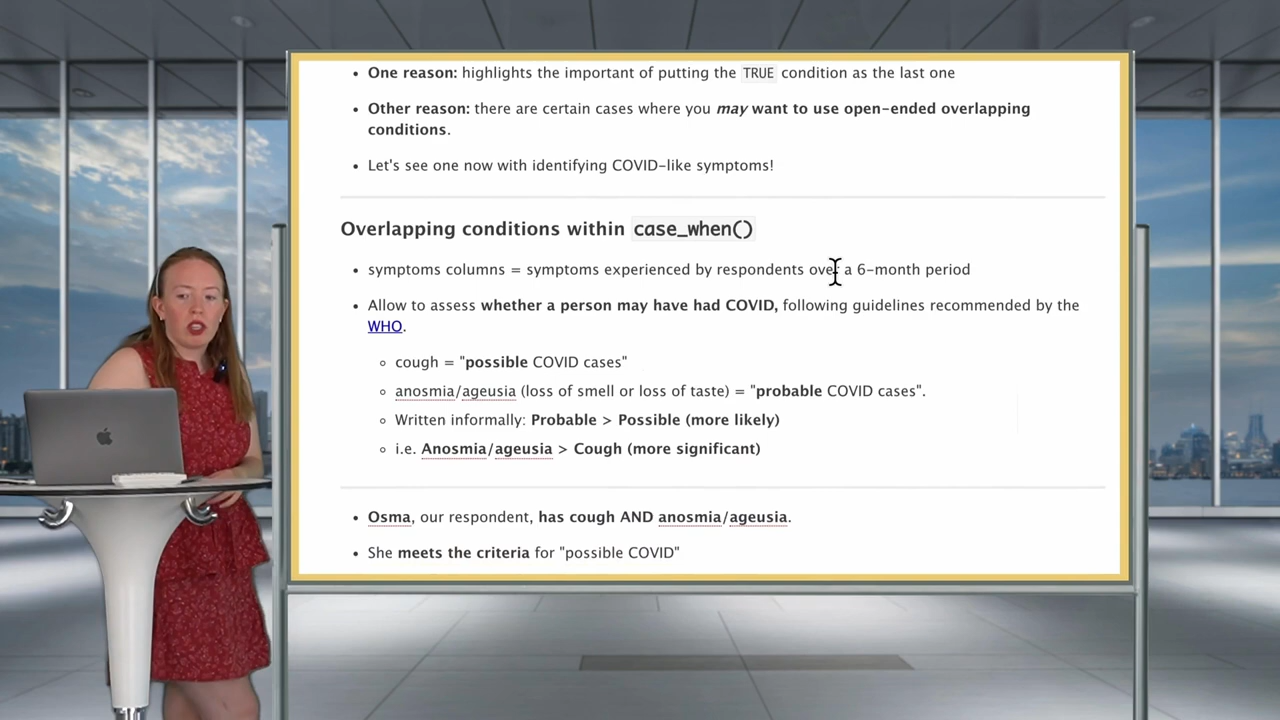 One reason: highlights the important of putting the TRUE condition as the last one
Other reason: there are certain cases where you may want to use open-ended overlapping
conditions.
Let's see one now with identifying COVID-like symptoms!
Overlapping conditions within case_when()
symptoms columns = symptoms experienced by respondents over a 6-month period
Allow to assess whether a person may have had COVID, following guidelines recommended by the
WHO.
cough = "possible COVID cases"
anosmia/ageusia (loss of smell or loss of taste) = "probable COVID cases".
Written informally: Probable > Possible (more likely)
i.e. Anosmia/ageusia > Cough (more significant)
Osma, our respondent, has cough AND anosmia/ageusia.
She meets the criteria for "possible COVID"